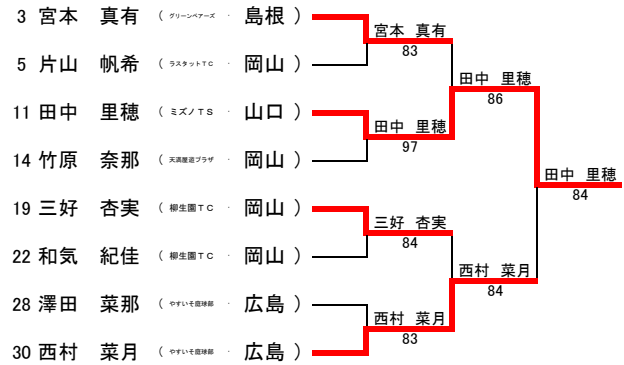 3 宮本 真有 ( グリーンベアーズ ・ 島根 )
5 片山 帆希 ( ラスタットTC ・ 岡山 )
11 田中 里穂 ( ミズノTS ・ 山口 )
14 竹原 奈那 ( 天満屋庭プラザ ・ 岡山 )
19 三好 杏実 ( 柳生園TC ・ 岡山 )
22 和気 紀佳 ( 柳生園TC ・ 岡山 )
28 澤田 菜那 ( やすいそ庭球部 ・ 広島 )
30 西村 菜月 ( やすいそ庭球部 ・ 広島 )
宮本 真有
83
田中 里穂
97
三好 杏実
84
西村 菜月
83
田中 里穂
86
西村 菜月
84
田中 里穂
84